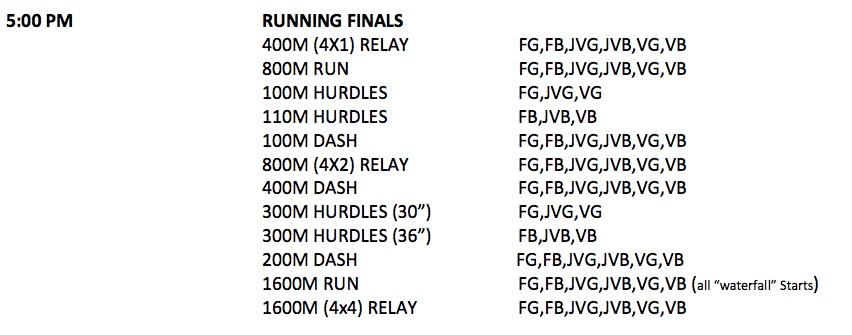 5:00 PM RUNNING FINALS
400M (4X1) RELAY FG,FB,JVG,JVB,VG,VB
800M RUN FG,FB,JVG,JVB,VG,VB
100M HURDLES FG,JVG,VG
110M HURDLES FB,JVB,VB
100M DASH FG,FB,JVG,JVB,VG,VB
800M (4X2) RELAY FG,FB,JVG,JVB,VG,VB
400M DASH FG,FB,JVG,JVB,VG,VB
300M HURDLES (30”) FG,JVG,VG
300M HURDLES (36”) FB,JVB,VB
200M DASH FG,FB,JVG,JVB,VG,VB
1600M RUN FG,FB,JVG,JVB,VG,VB (all “waterfall” Starts)
1600M (4x4) RELAY FG,FB,JVG,JVB,VG,VB